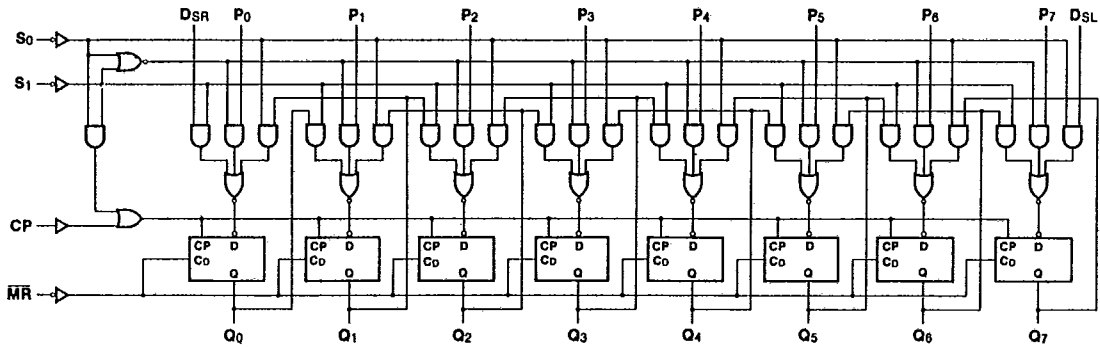 DSR P0 P1 P2 P3 P4 P5 P6 P7 DSL
S0
S1
CP
CP D CP D CP D CP D CP D CP D CP D CP D
CD CD CD CD CD CD CD CD
Q Q Q Q Q Q Q Q
MR
Q0 Q1 Q2 Q3 Q4 Q5 Q6 Q7